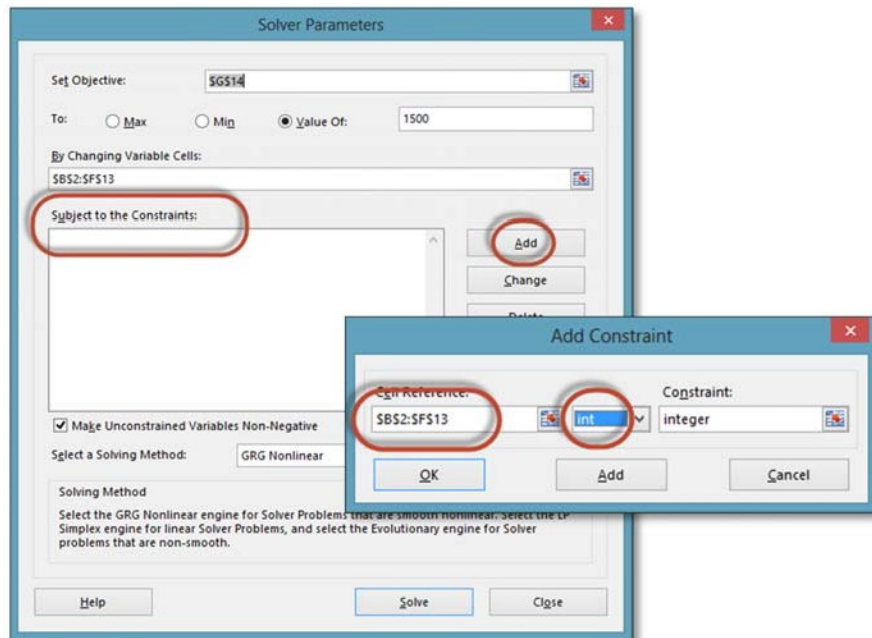 Solver Parameters
Set Objective:
$G$14
To:
Max
Min
Value Of:
1500
By Changing Variable Cells:
$B$2:$F$13
Subject to the Constraints:
Add
Change
Delete
Add Constraint
Cell Reference:
Constraint:
$B$2:$F$13
int
integer
OK
Add
Cancel
Make Unconstrained Variables Non-Negative
Select a Solving Method:
GRG Nonlinear
Solving Method
Select the GRG Nonlinear engine for Solver Problems that are smooth nonlinear. Select the LP
Simplex engine for linear Solver Problems, and select the Evolutionary engine for Solver
problems that are non-smooth.
Help
Solve
Close